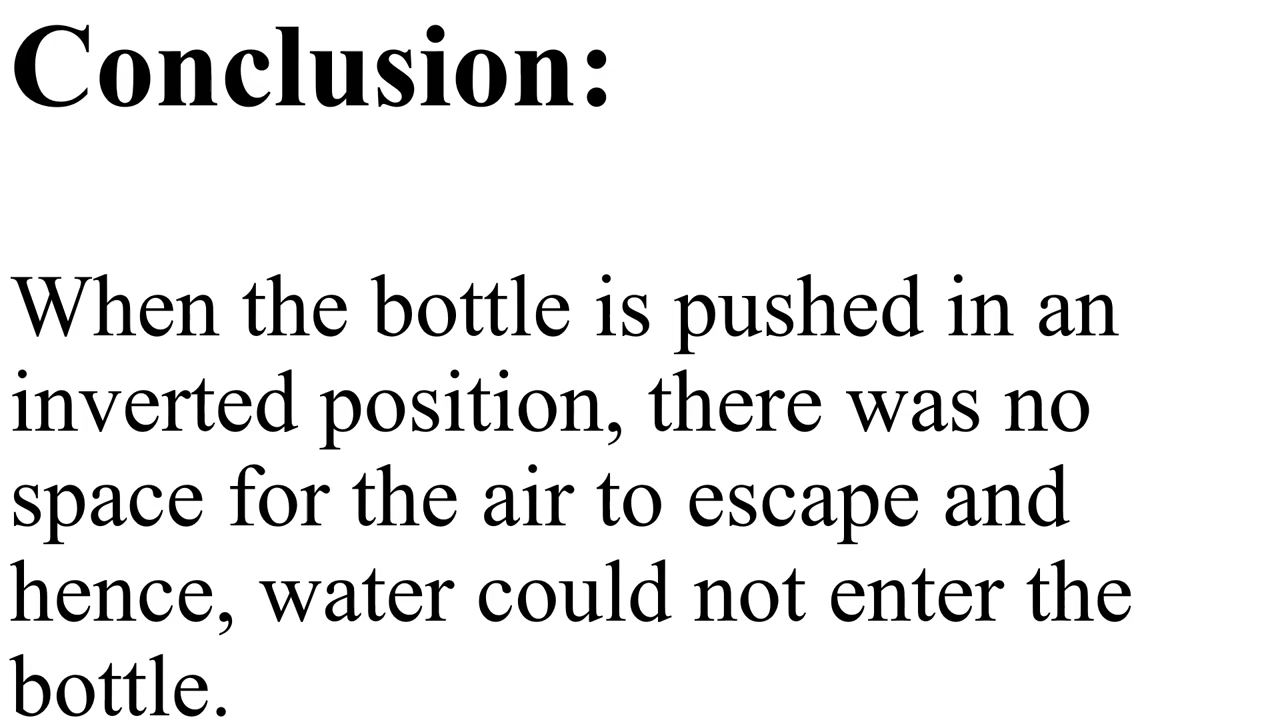 Conclusion:
When the bottle is pushed in an
inverted position, there was no
space for the air to escape and
hence, water could not enter the
bottle.